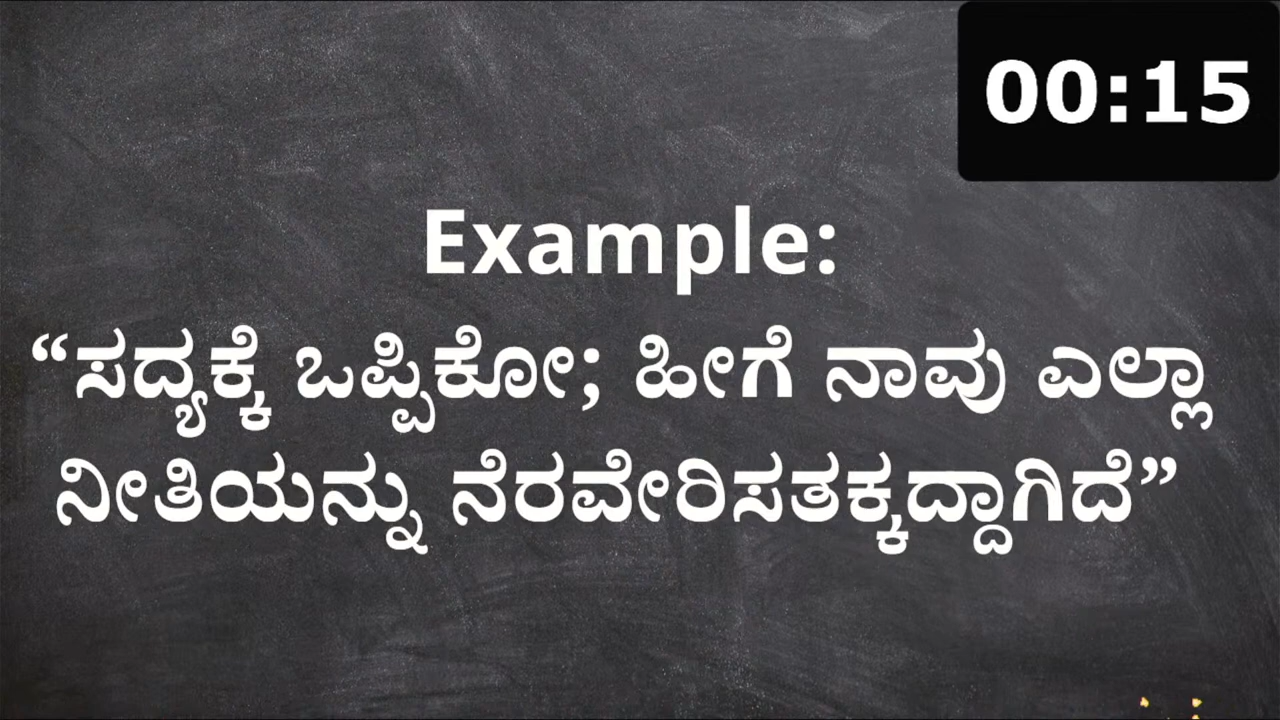 00:15
Example:
“ಸದ್ಯಕ್ಕೆ ಒಪ್ಪಿಕೋ; ಹೀಗೆ ನಾವು ಎಲ್ಲಾ
ನೀತಿಯನ್ನು ನೆರವೇರಿಸತಕ್ಕದ್ದಾಗಿದೆ”